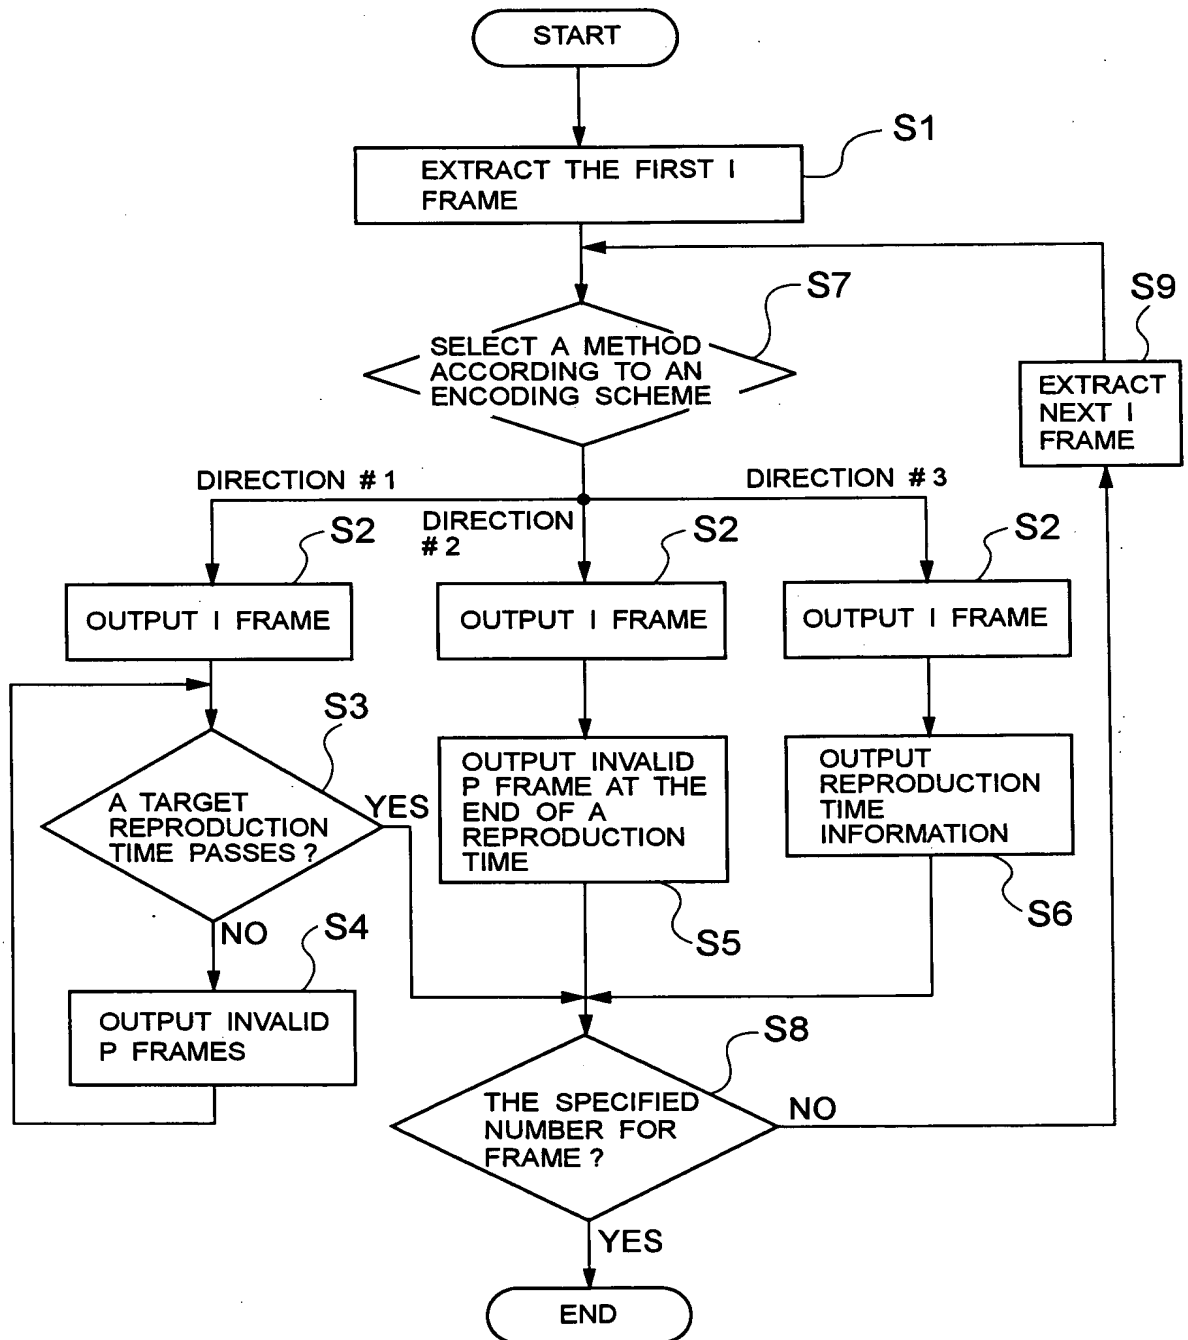 START
S1
EXTRACT THE FIRST I
FRAME
S7
S9
SELECT A METHOD
ACCORDING TO AN
ENCODING SCHEME
EXTRACT
NEXT I
FRAME
DIRECTION #1
DIRECTION
#2
DIRECTION #3
S2
S2
S2
OUTPUT I FRAME
OUTPUT I FRAME
OUTPUT I FRAME
S3
A TARGET
REPRODUCTION
TIME PASSES?
YES
NO
OUTPUT INVALID
P FRAME AT THE
END OF A
REPRODUCTION
TIME
OUTPUT
REPRODUCTION
TIME
INFORMATION
S4
S5
S6
OUTPUT INVALID
P FRAMES
S8
THE SPECIFIED
NUMBER FOR
FRAME?
NO
YES
END